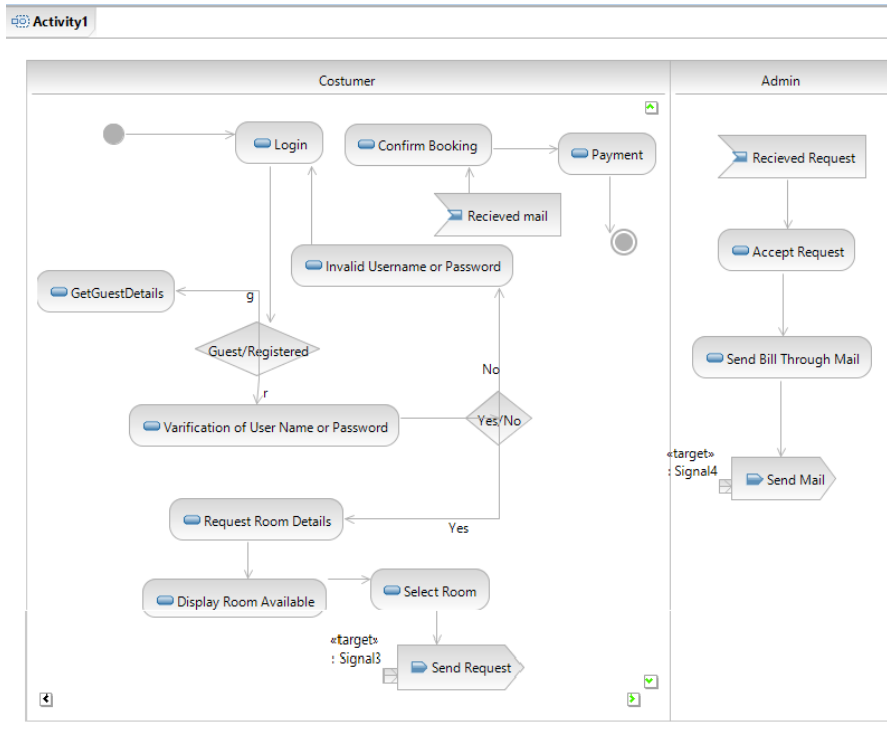 Activity1
Costumer
Admin
Login
Confirm Booking
Payment
Recieved Request
Recieved mail
Accept Request
Invalid Username or Password
GetGuestDetails
g
Guest/Registered
Send Bill Through Mail
No
r
Varification of User Name or Password
Yes/No
«target»
: Signal4
Send Mail
Request Room Details
Yes
Display Room Available
Select Room
«target»
: Signal3
Send Request